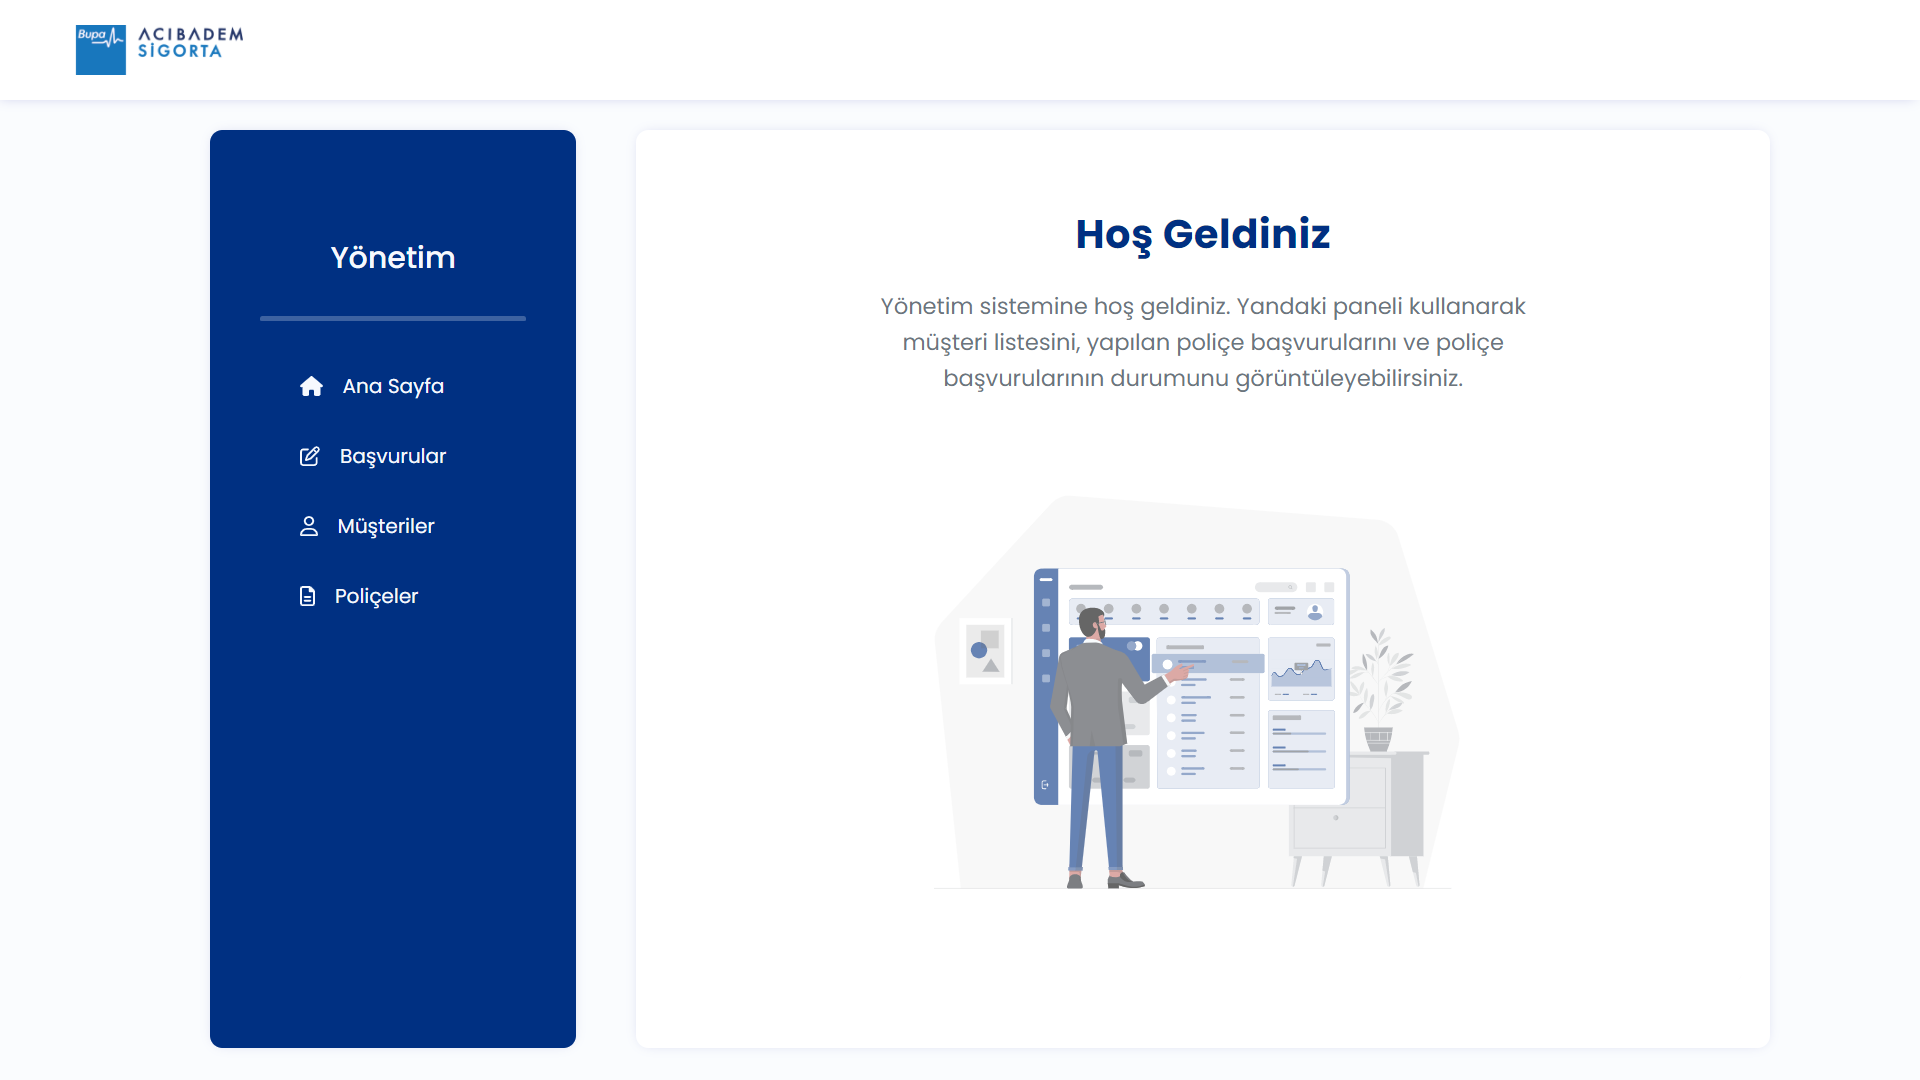 Bupa
ACIBADEM
SİGORTA
Yönetim
Ana Sayfa
Başvurular
Müşteriler
Poliçeler
Hoş Geldiniz
Yönetim sistemine hoş geldiniz. Yandaki paneli kullanarak
müşteri listesini, yapılan poliçe başvurularını ve poliçe
başvurularının durumunu görüntüleyebilirsiniz.